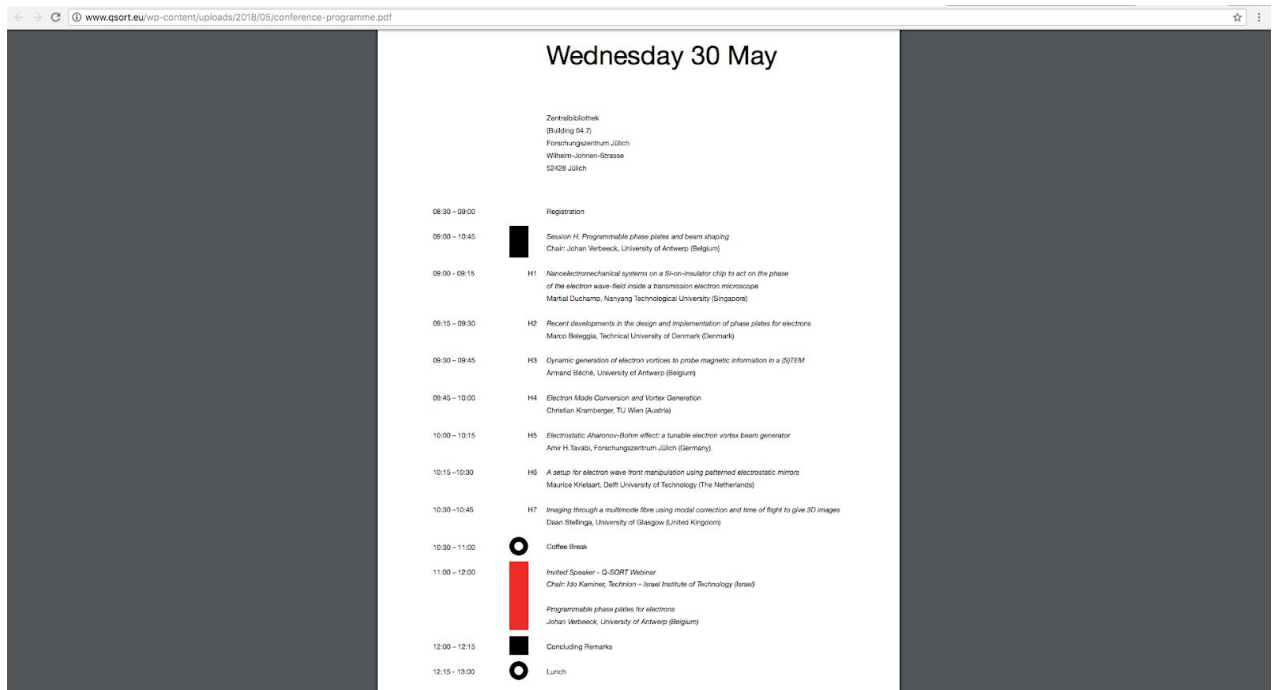 www.qsort.eu/wp-content/uploads/2018/05/conference-programme.pdf
Wednesday 30 May
Zentralbibliothek
(Building 04.7)
Forschungszentrum Jülich
Wilhelm-Johnen-Strasse
52428 Jülich
08:30 – 09:00 Registration
09:00 – 10:45 Session H. Programmable phase plates and beam shaping
Chair: Johan Verbeeck, University of Antwerp (Belgium)
09:00 - 09:15 H1 Nanoelectromechanical systems on a Si-on-insulator chip to act on the phase
of the electron wave-field inside a transmission electron microscope
Martial Duchamp, Nanyang Technological University (Singapore)
09:15 – 09:30 H2 Recent developments in the design and implementation of phase plates for electrons
Marco Beleggia, Technical University of Denmark (Denmark)
09:30 – 09:45 H3 Dynamic generation of electron vortices to probe magnetic information in a (S)TEM
Armand Béché, University of Antwerp (Belgium)
09:45 – 10:00 H4 Electron Mode Conversion and Vortex Generation
Christian Kramberger, TU Wien (Austria)
10:00 – 10:15 H5 Electrostatic Aharonov-Bohm effect: a tunable electron vortex beam generator
Amir H.Tavabi, Forschungszentrum Jülich (Germany)
10:15 –10:30 H6 A setup for electron wave front manipulation using patterned electrostatic mirrors
Maurice Krielaart, Delft University of Technology (The Netherlands)
10:30 –10:45 H7 Imaging through a multimode fibre using modal correction and time of flight to give 3D images
Daan Stellinga, University of Glasgow (United Kingdom)
10:30 – 11:00 Coffee Break
11:00 – 12:00 Invited Speaker - Q-SORT Webinar
Chair: Ido Kaminer, Technion – Israel Institute of Technology (Israel)
Programmable phase plates for electrons
Johan Verbeeck, University of Antwerp (Belgium)
12:00 – 12:15 Concluding Remarks
12:15 - 13:00 Lunch